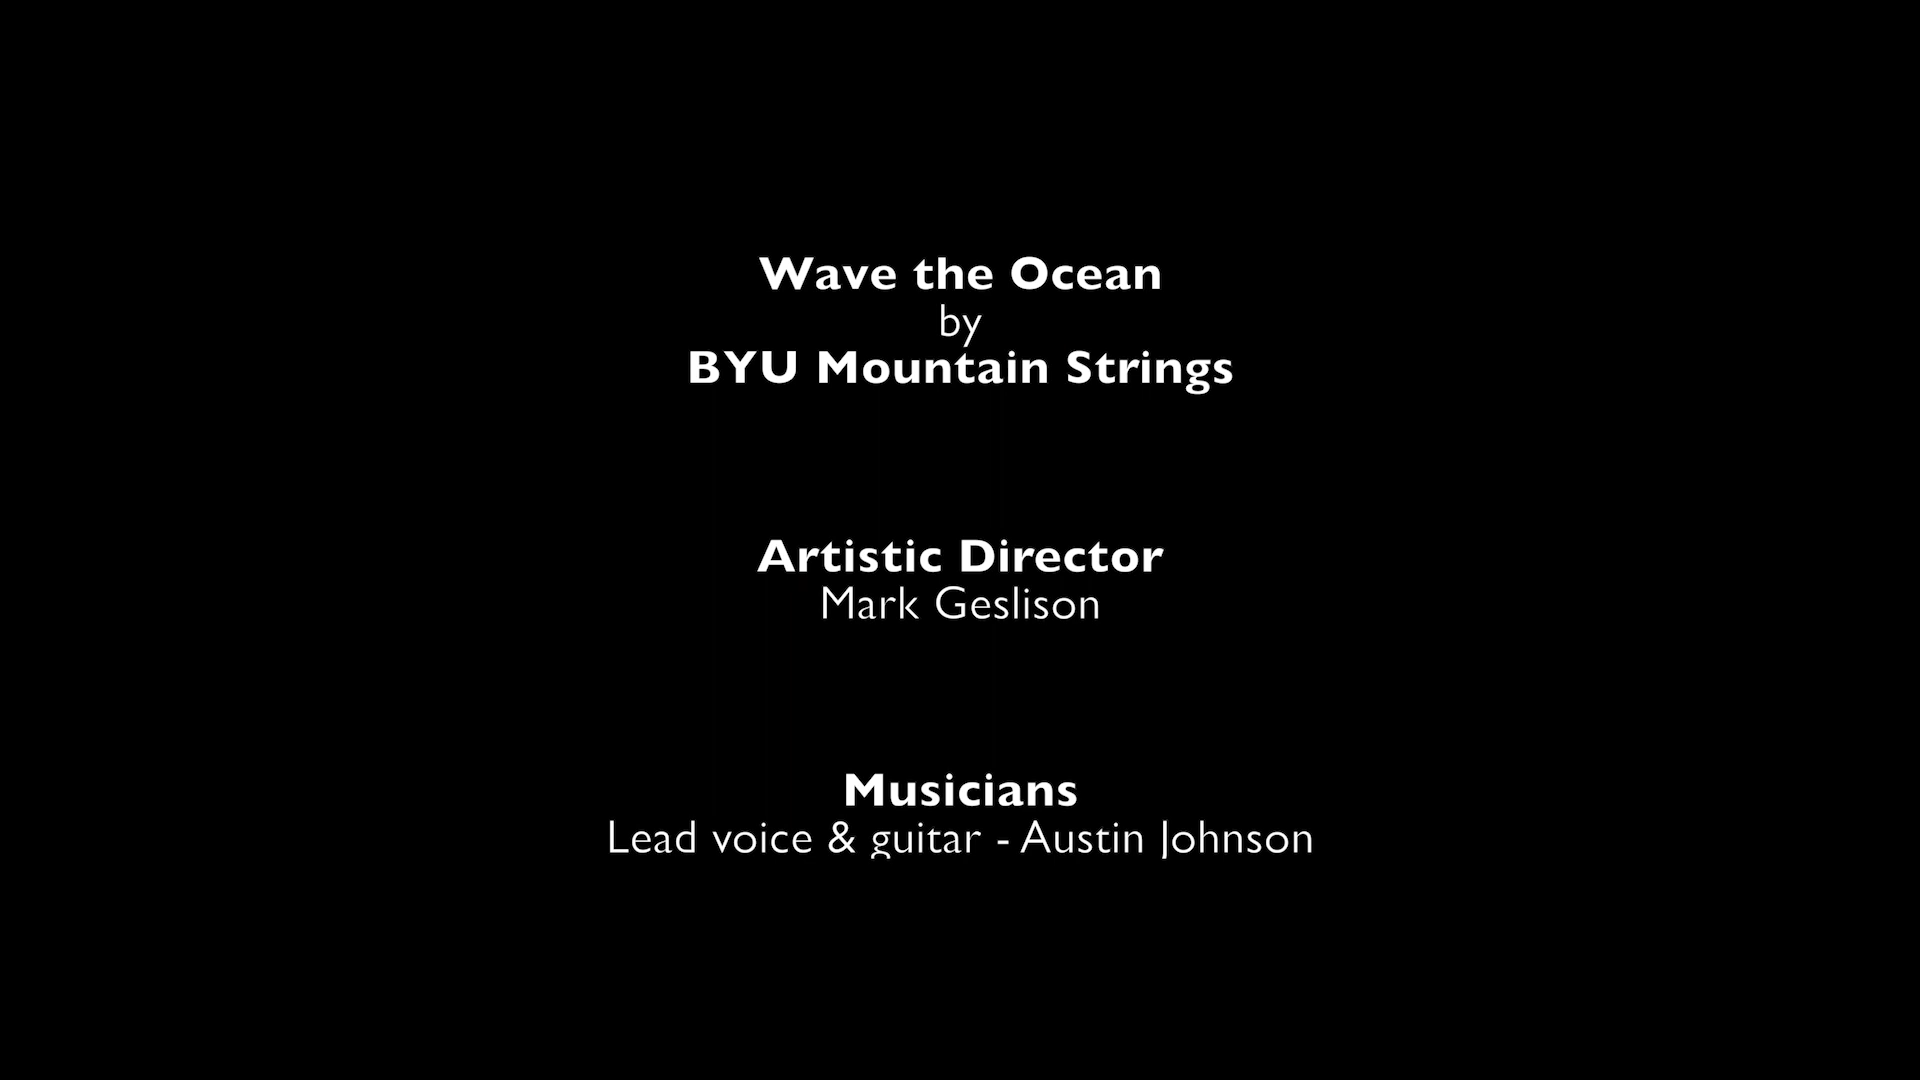 Wave the Ocean
by
BYU Mountain Strings
Artistic Director
Mark Geslison
Musicians
Lead voice & guitar - Austin Johnson